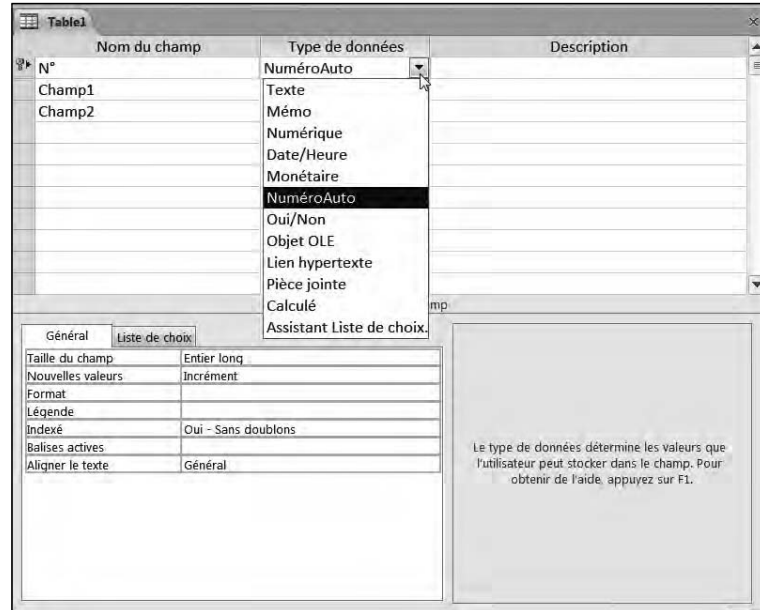 Table1
Nom du champ Type de données Description
N° NuméroAuto
Champ1 Texte
Champ2 Mémo
Numérique
Date/Heure
Monétaire
NuméroAuto
Oui/Non
Objet OLE
Lien hypertexte
Pièce jointe
Calculé
Assistant Liste de choix.
mp
Général Liste de choix
Taille du champ Entier long
Nouvelles valeurs Incrément
Format
Légende
Indexé Oui - Sans doublons
Balises actives
Aligner le texte Général
Le type de données détermine les valeurs que
l'utilisateur peut stocker dans le champ. Pour
obtenir de l'aide, appuyez sur F1.